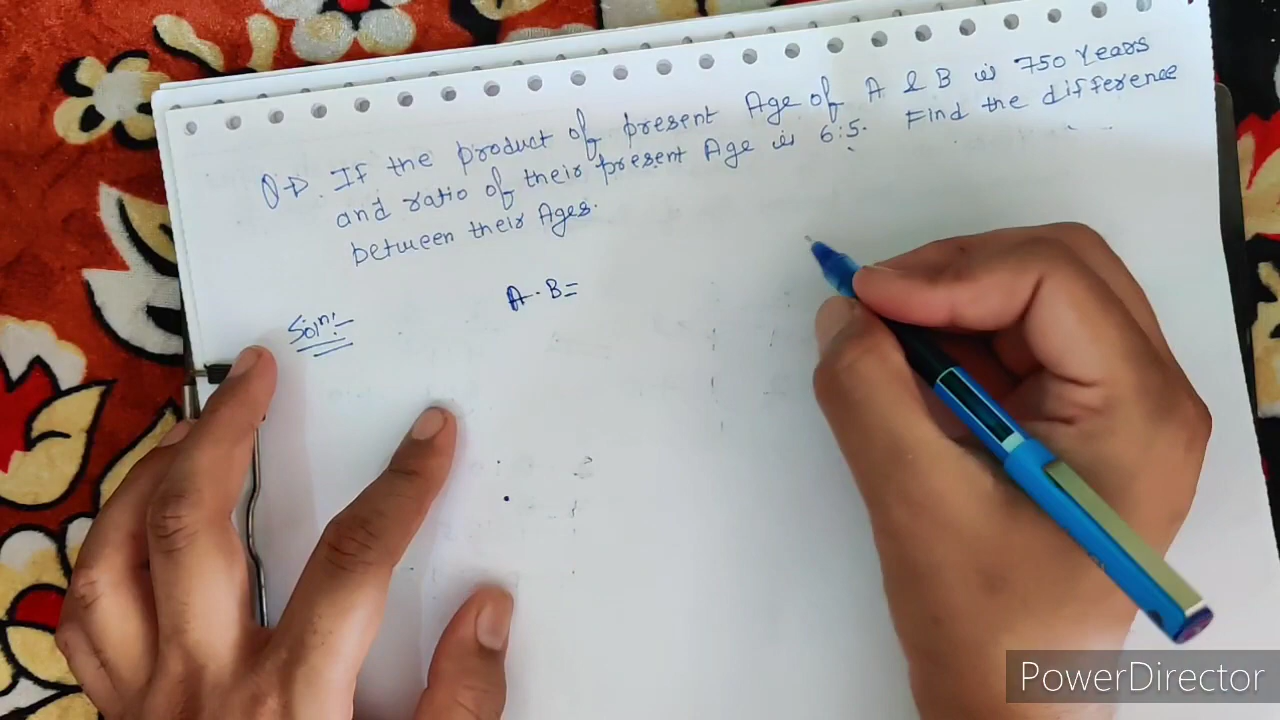 Q→1). If the product of present Age of A & B is 750 Years
and ratio of their present Age is 6:5. Find the difference
between their Ages.
Soln:-
A.B=
PowerDirector